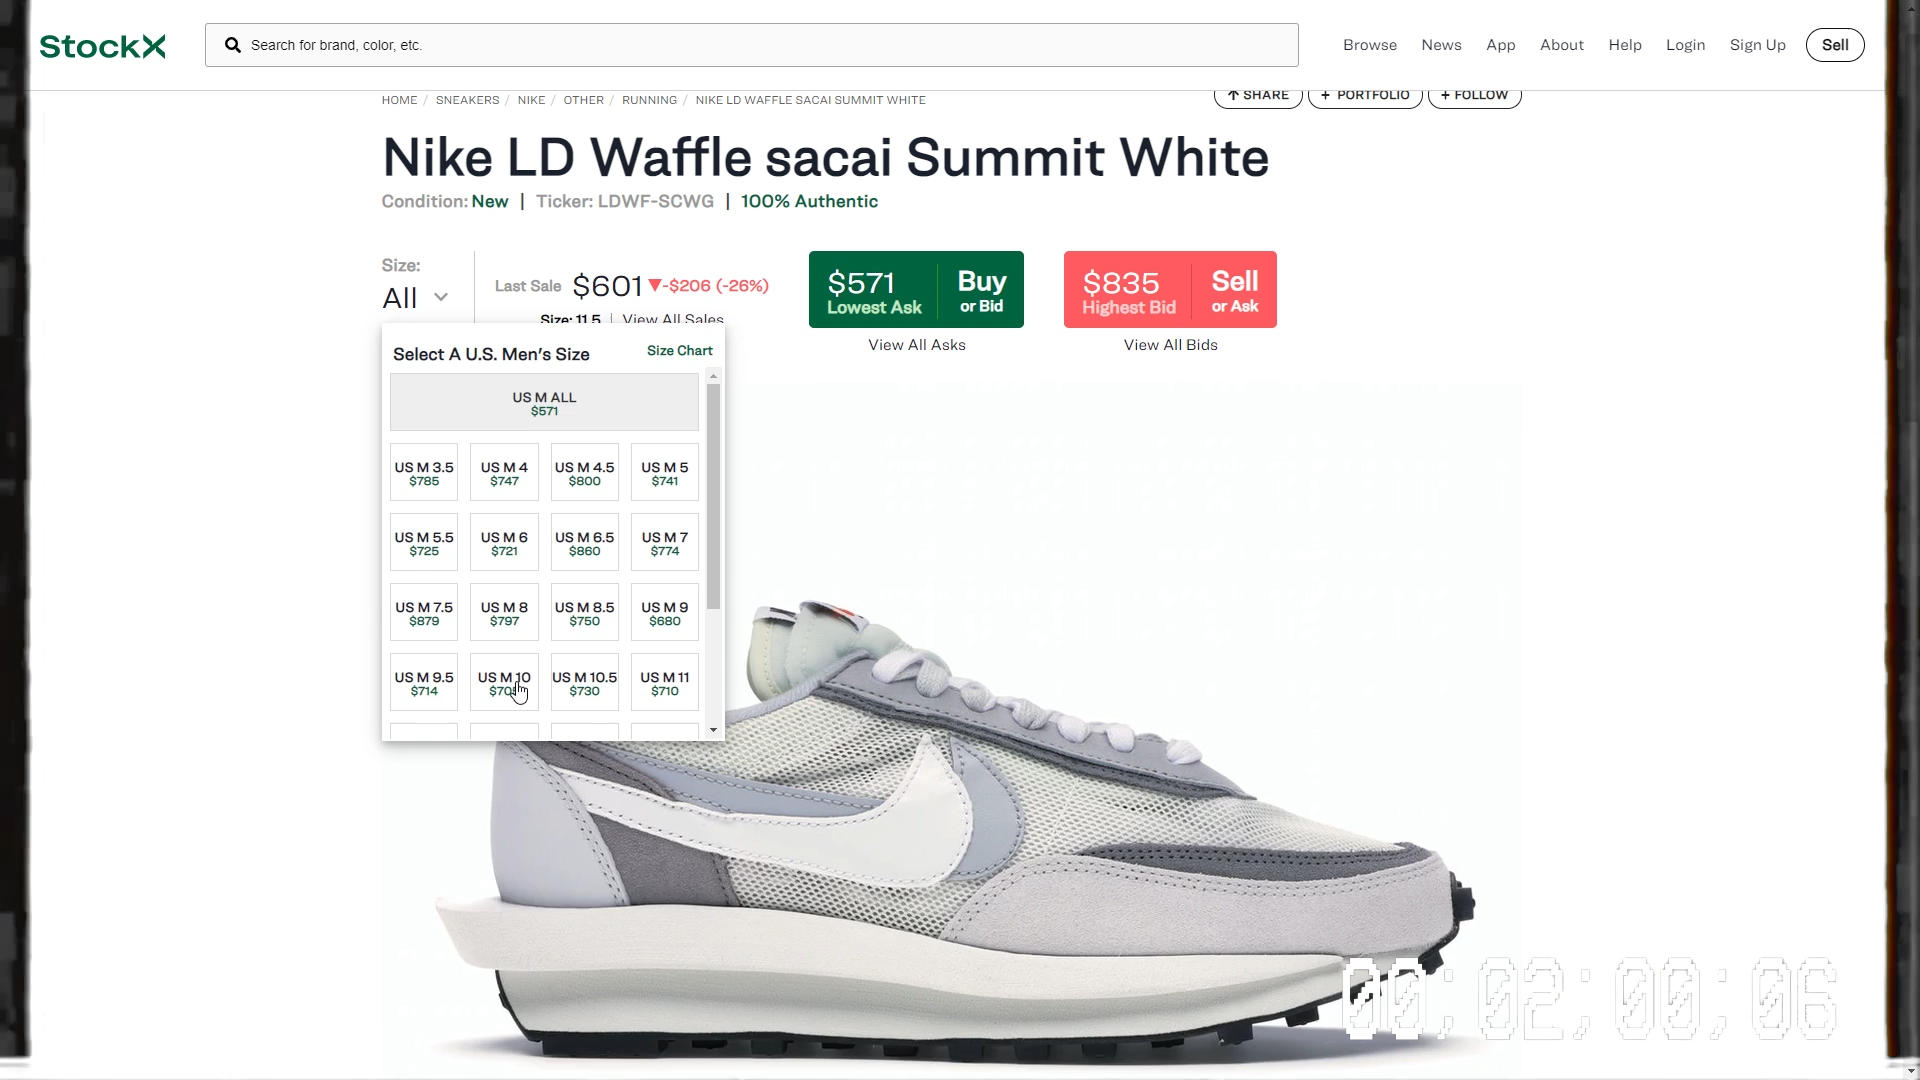 StockX
Search for brand, color, etc.
Browse News App About Help Login Sign Up Sell
HOME / SNEAKERS / NIKE / OTHER / RUNNING / NIKE LD WAFFLE SACAI SUMMIT WHITE
SHARE + PORTFOLIO + FOLLOW
Nike LD Waffle sacai Summit White
Condition: New | Ticker: LDWF-SCWG | 100% Authentic
Size:
All
Last Sale $601 ▼-$206 (-26%)
Size: 11.5 | View All Sales
$571 Buy
Lowest Ask or Bid
View All Asks
$835 Sell
Highest Bid or Ask
View All Bids
Select A U.S. Men's Size Size Chart
US M ALL
$571
US M 3.5 US M 4 US M 4.5 US M 5
$785 $747 $800 $741
US M 5.5 US M 6 US M 6.5 US M 7
$725 $721 $860 $774
US M 7.5 US M 8 US M 8.5 US M 9
$879 $797 $750 $680
US M 9.5 US M 10 US M 10.5 US M 11
$714 $730 $710
00;02;00;06